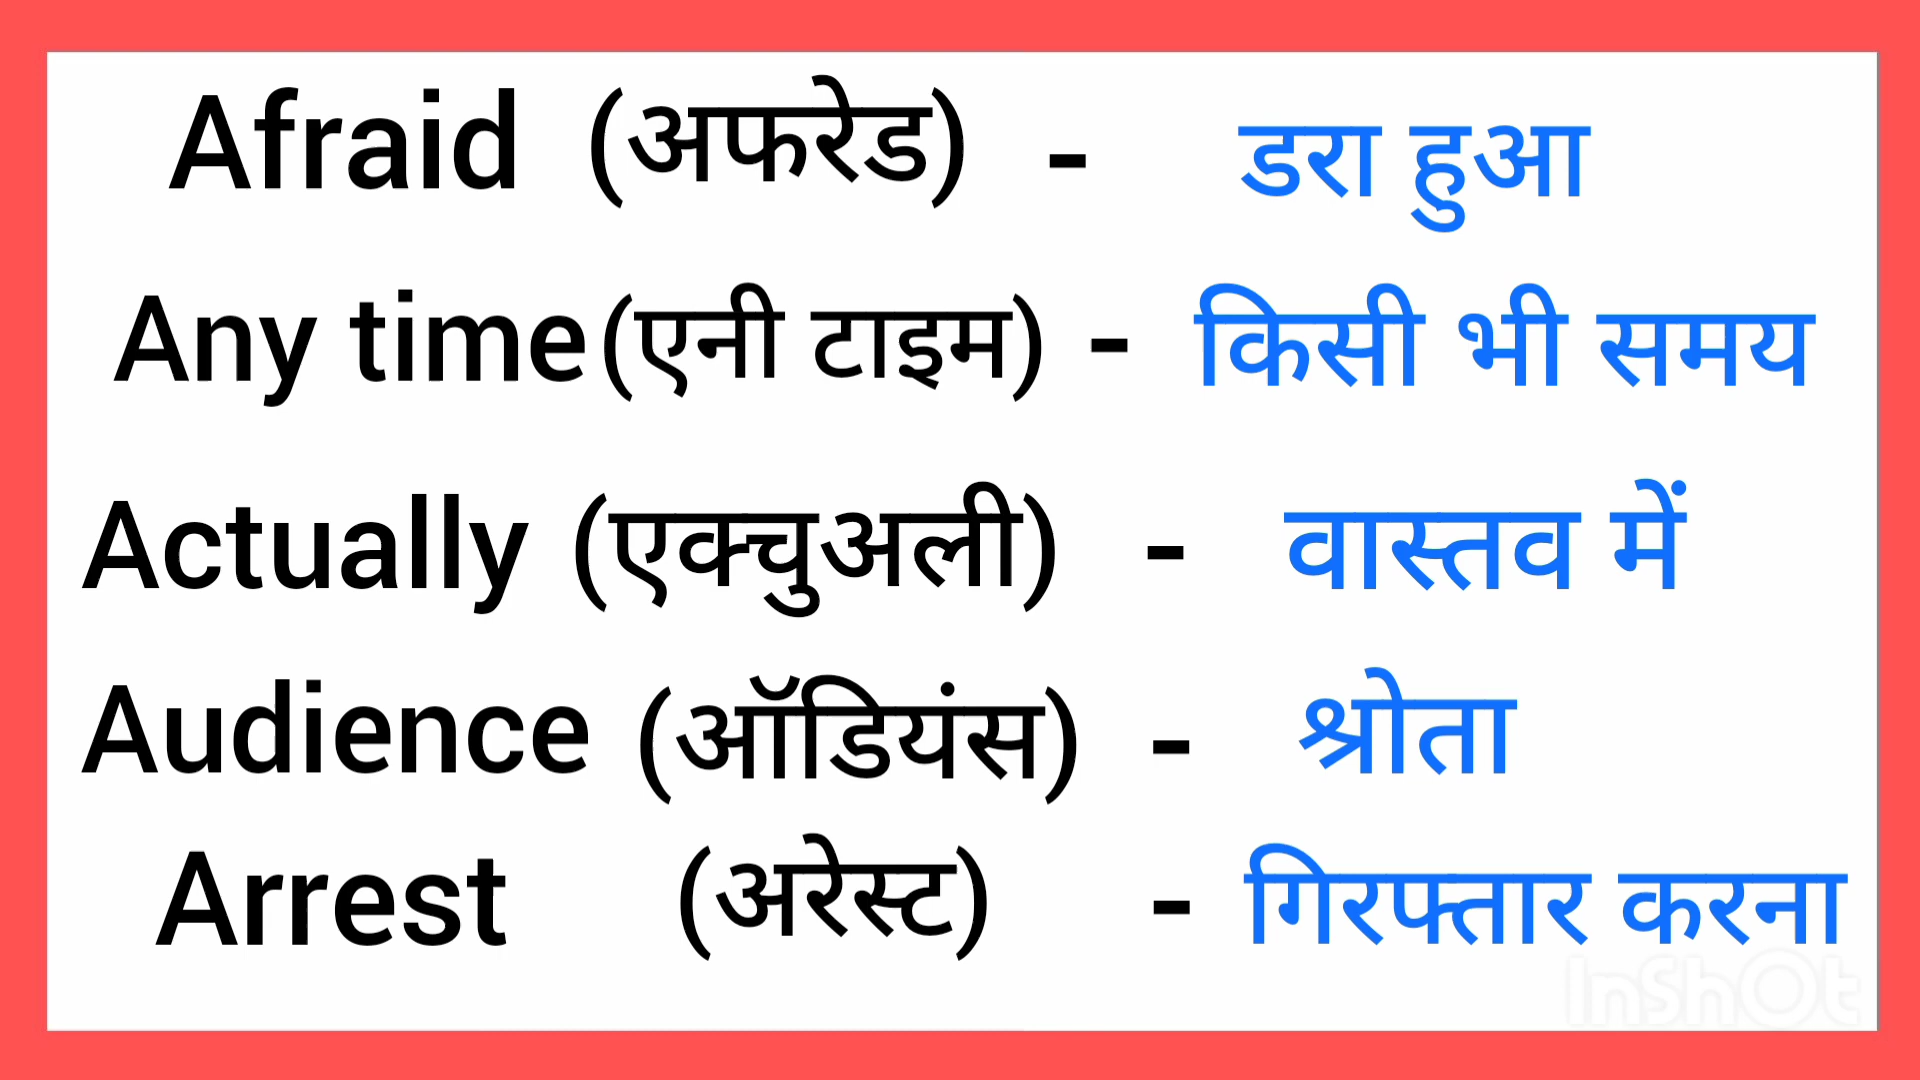 Afraid (अफरेड) - डरा हुआ
Any time (एनी टाइम) - किसी भी समय
Actually (एक्चुअली) - वास्तव में
Audience (ऑडियंस) - श्रोता
Arrest (अरेस्ट) - गिरफ्तार करना
InShOt